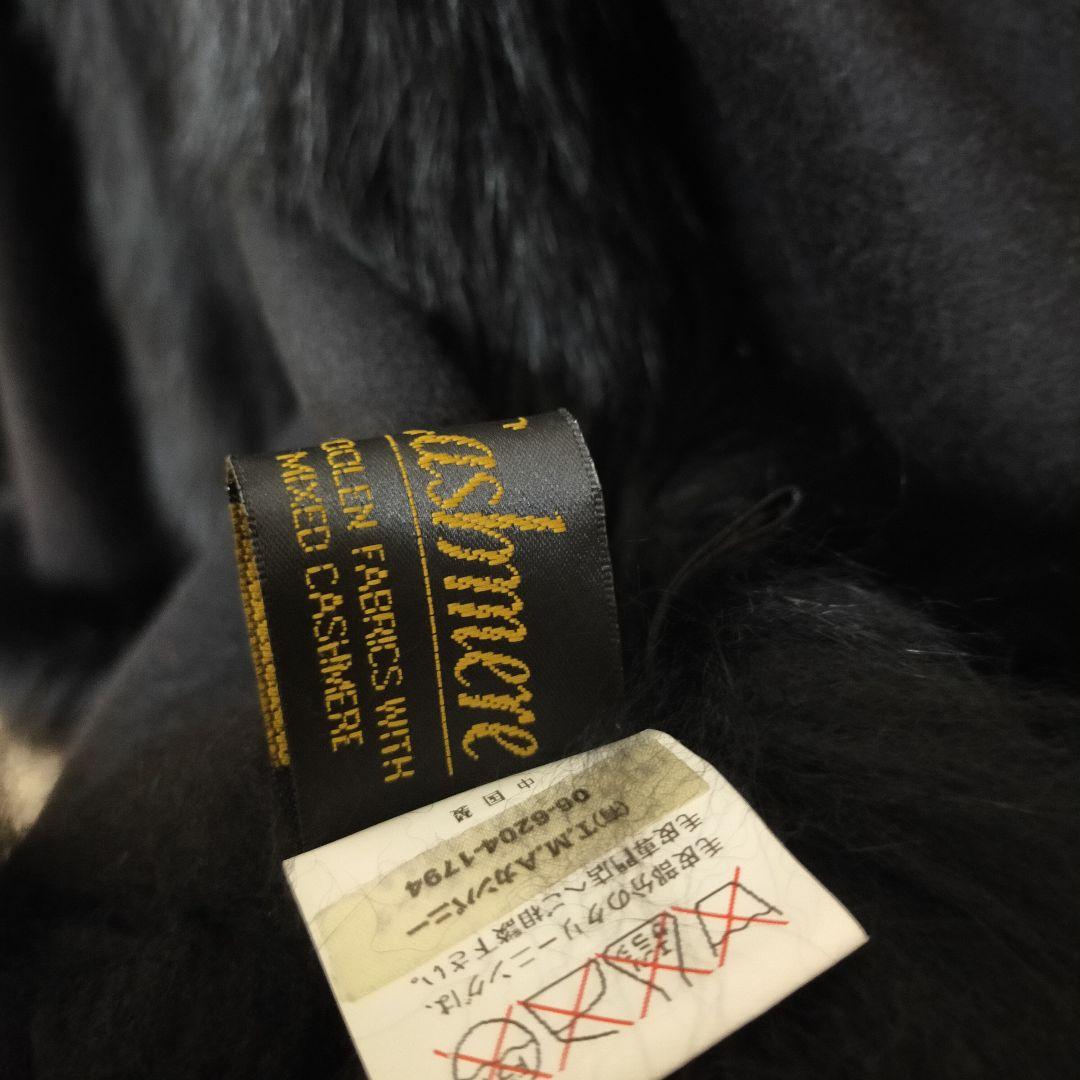 ashmere
OOLEN FABRICS WITH
MIXED CASHMERE
毛皮部分のクリーニングは、
毛皮専門店へご相談下さい。
㈲T.M.Aカンパニー
06-6204-1794
中国製